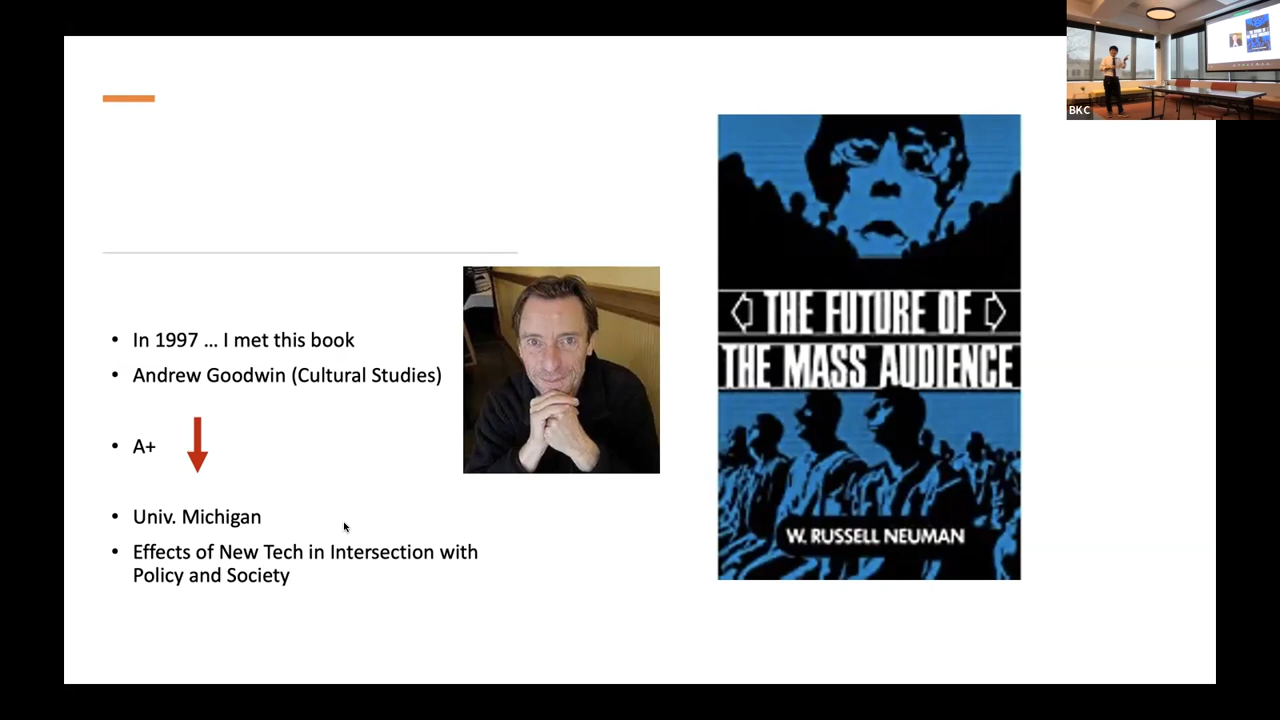 In 1997 ... I met this book
Andrew Goodwin (Cultural Studies)
A+
Univ. Michigan
Effects of New Tech in Intersection with
Policy and Society
THE FUTURE OF
THE MASS AUDIENCE
W. RUSSELL NEUMAN
BKC